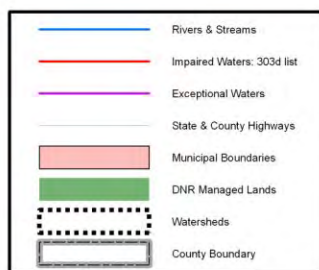 Rivers & Streams
Impaired Waters: 303d list
Exceptional Waters
State & County Highways
Municipal Boundaries
DNR Managed Lands
Watersheds
County Boundary